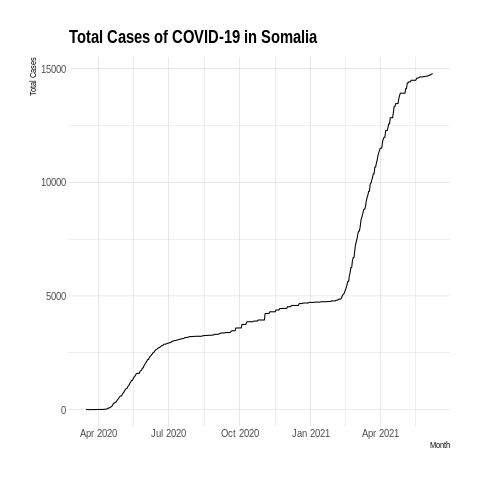 Total Cases of COVID-19 in Somalia
Total Cases
15000
10000
5000
0
Apr 2020 Jul 2020 Oct 2020 Jan 2021 Apr 2021
Month